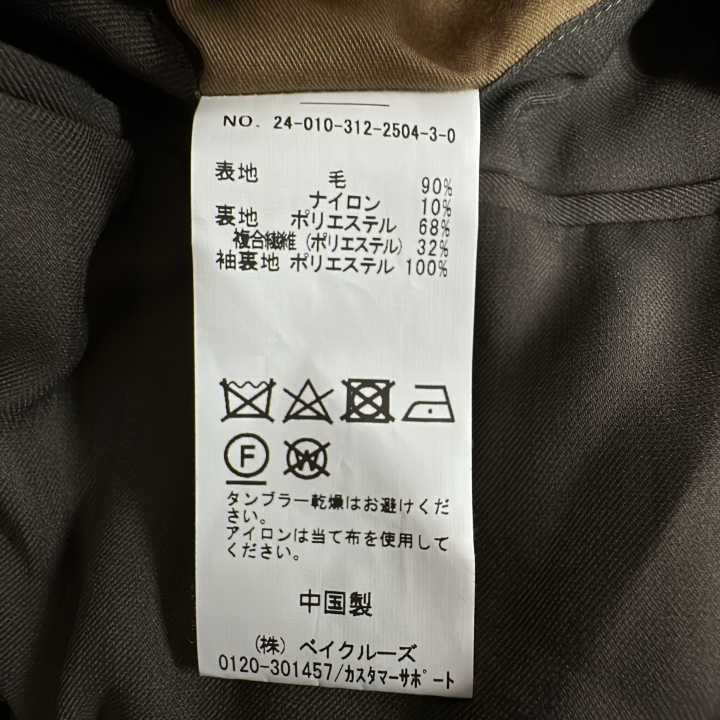 NO. 24-010-312-2504-3-0
表地 毛 90%
ナイロン 10%
裏地 ポリエステル 68%
複合繊維 (ポリエステル) 32%
袖裏地 ポリエステル 100%
F W
タンブラー乾燥はお避けくだ
さい。
アイロンは当て布を使用して
ください。
中国製
(株) ベイクルーズ
0120-301457/カスタマーサポート